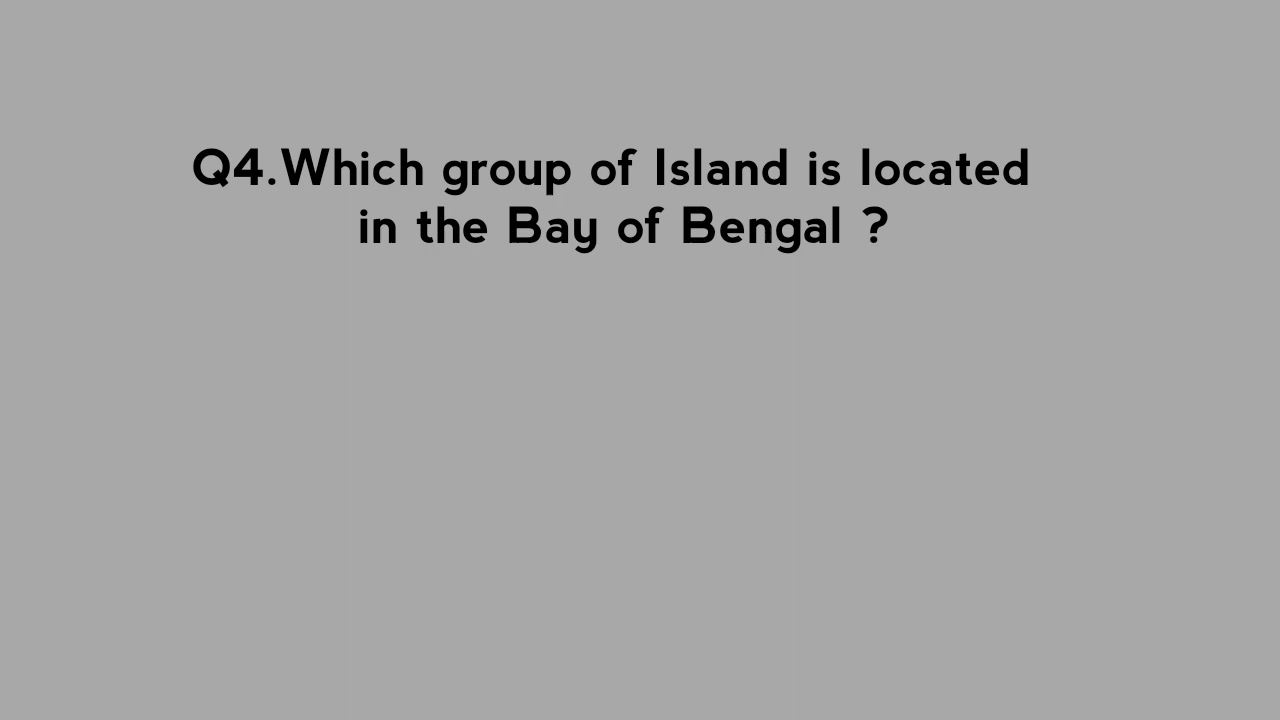 Q4.Which group of Island is located
in the Bay of Bengal ?